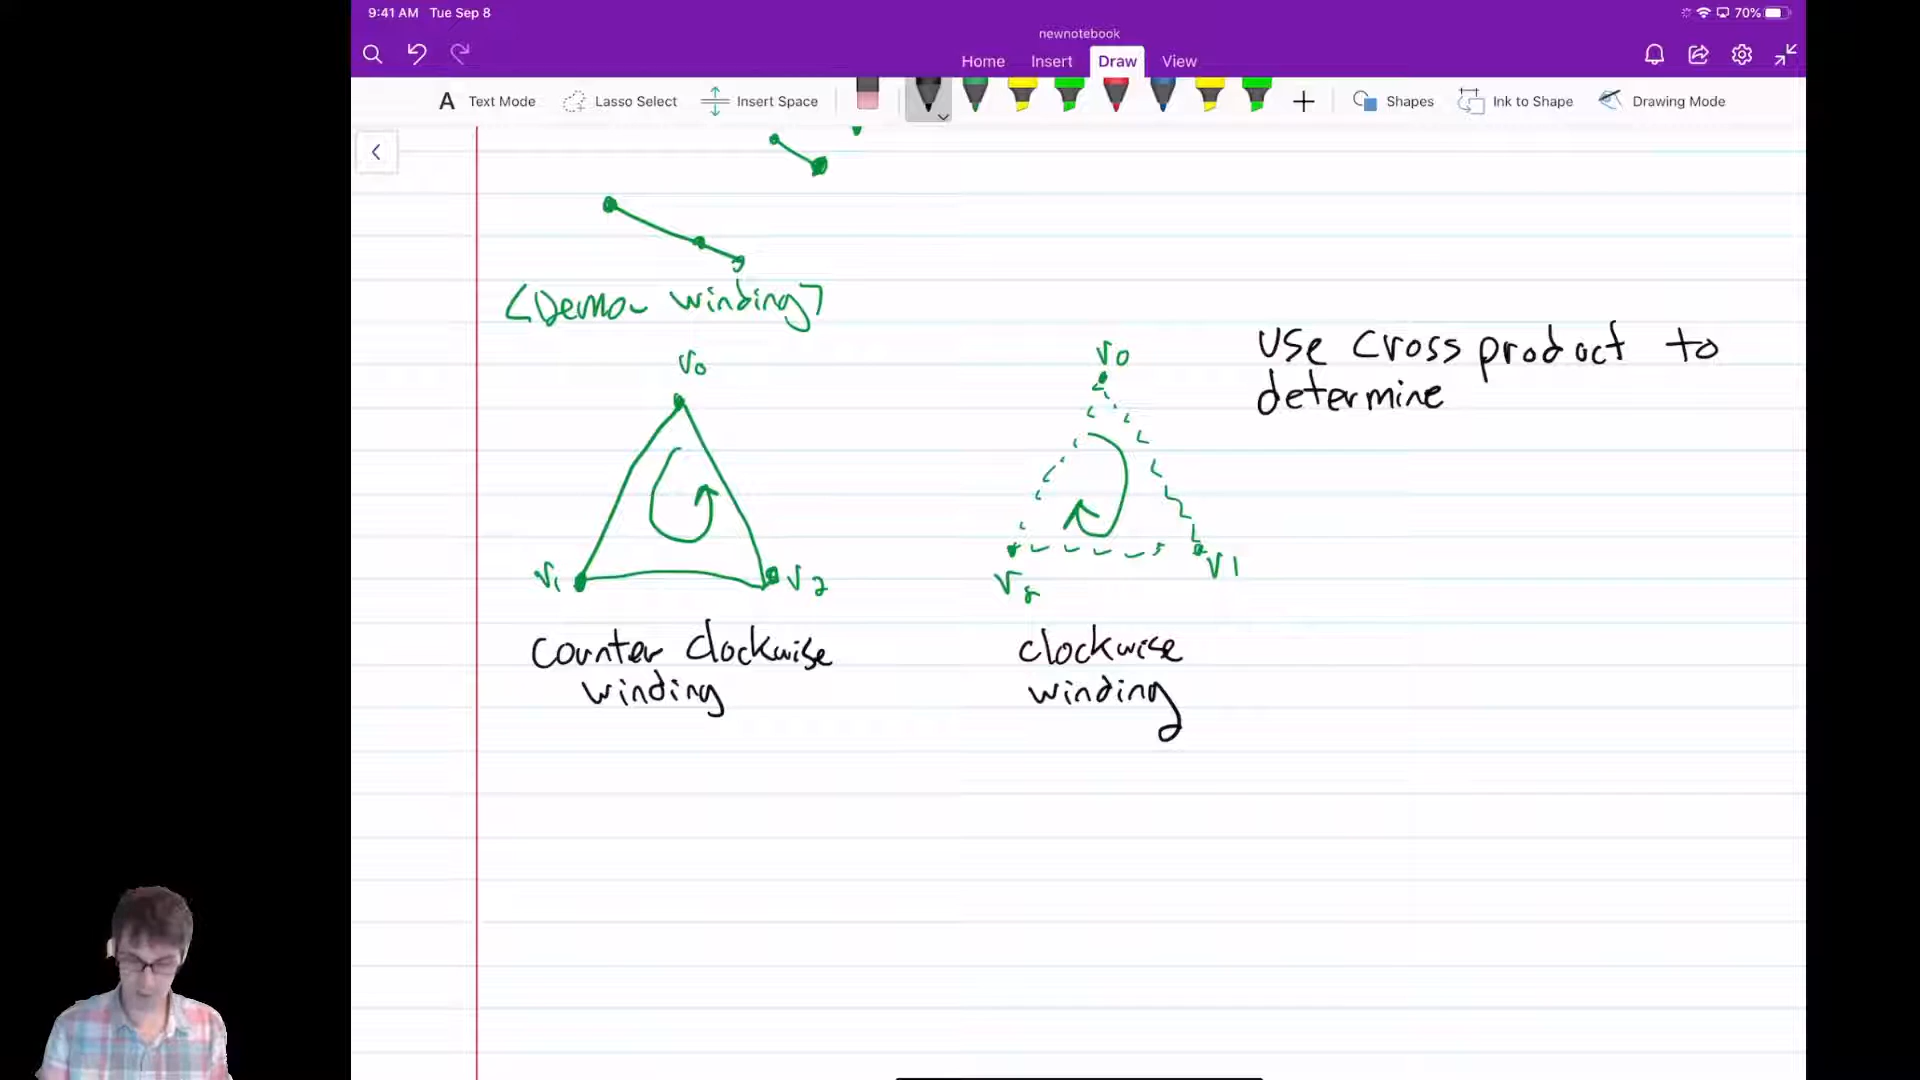 9:41 AM Tue Sep 8
70%
newnotebook
Home Insert Draw View
A Text Mode Lasso Select Insert Space Shapes Ink to Shape Drawing Mode
(Demo - winding)
V0
V1
V2
counter clockwise
winding
V0
V1
V2
clockwise
winding
Use cross product to
determine